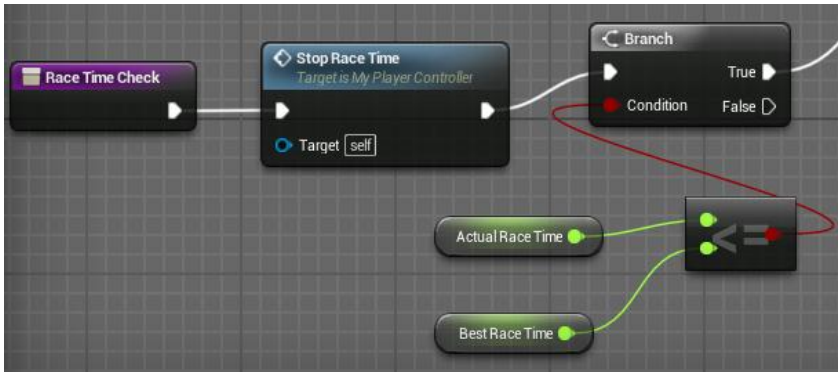 Race Time Check
Stop Race Time
Target is My Player Controller
Target self
Branch
True
Condition False
Actual Race Time
<=
Best Race Time